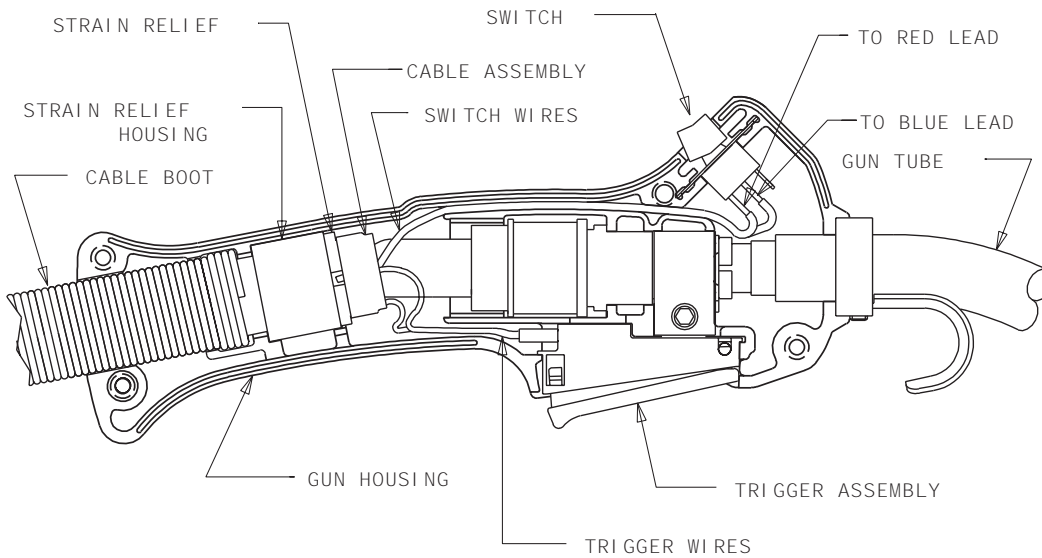 STRAIN RELIEF
SWITCH
TO RED LEAD
CABLE ASSEMBLY
STRAIN RELIEF
HOUSING
SWITCH WIRES
TO BLUE LEAD
GUN TUBE
CABLE BOOT
GUN HOUSING
TRIGGER ASSEMBLY
TRIGGER WIRES